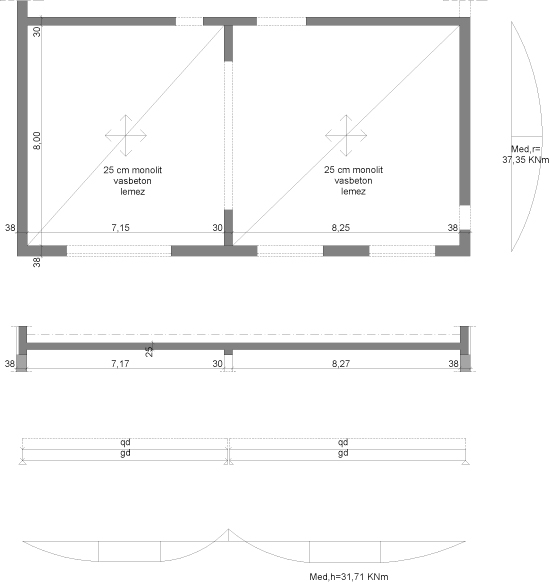 30
8,00
25 cm monolit
vasbeton
lemez
25 cm monolit
vasbeton
lemez
Med,r=
37,35 KNm
38
7,15
30
8,25
38
38
25
38
7,17
30
8,27
38
qd
qd
gd
gd
Med,h=31,71 KNm